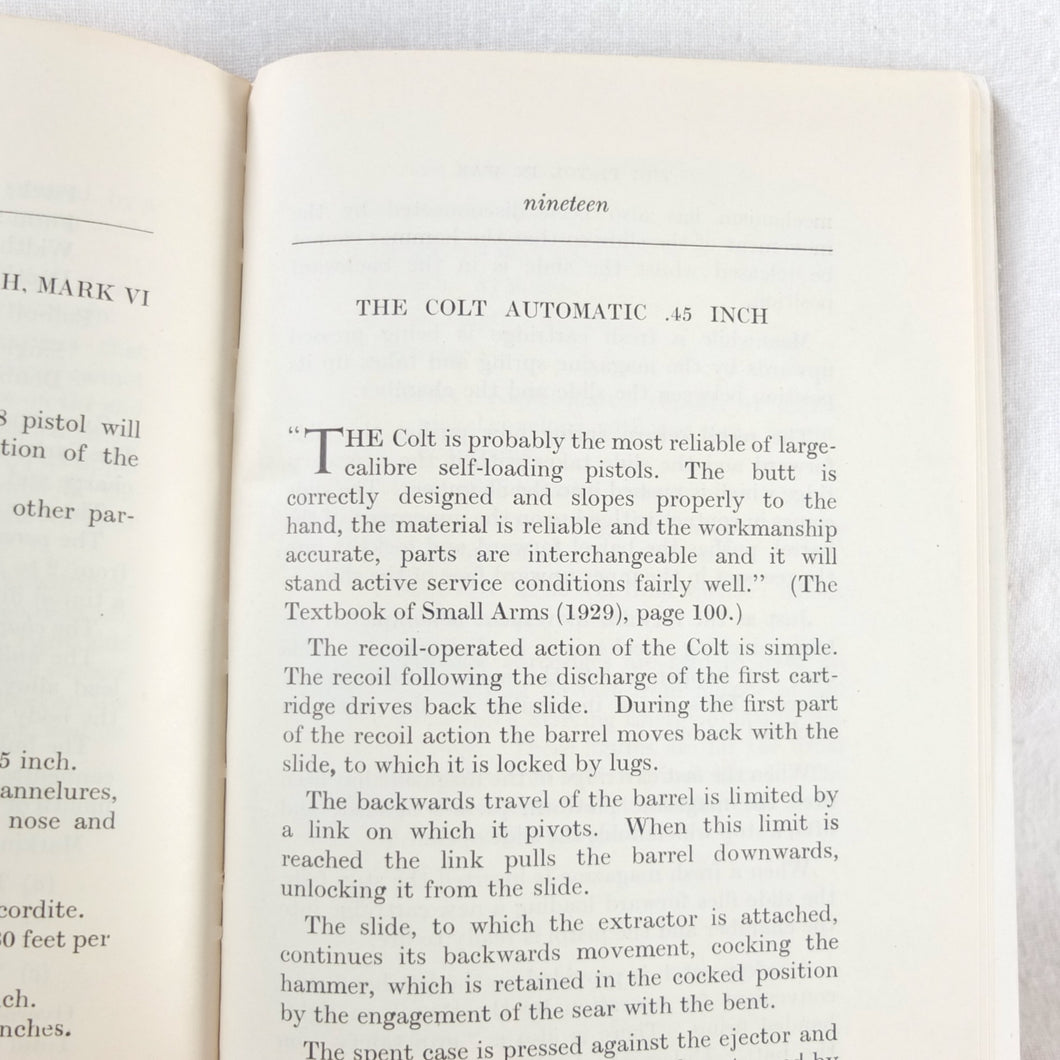 H, MARK VI
8 pistol will
tion of the
other par-
5 inch.
annelures,
nose and
cordite.
0 feet per
ch.
nches.
nineteen
THE COLT AUTOMATIC .45 INCH
“THE Colt is probably the most reliable of large-
calibre self-loading pistols. The butt is
correctly designed and slopes properly to the
hand, the material is reliable and the workmanship
accurate, parts are interchangeable and it will
stand active service conditions fairly well.” (The
Textbook of Small Arms (1929), page 100.)
The recoil-operated action of the Colt is simple.
The recoil following the discharge of the first cart-
ridge drives back the slide. During the first part
of the recoil action the barrel moves back with the
slide, to which it is locked by lugs.
The backwards travel of the barrel is limited by
a link on which it pivots. When this limit is
reached the link pulls the barrel downwards,
unlocking it from the slide.
The slide, to which the extractor is attached,
continues its backwards movement, cocking the
hammer, which is retained in the cocked position
by the engagement of the sear with the bent.
The spent case is pressed against the ejector and